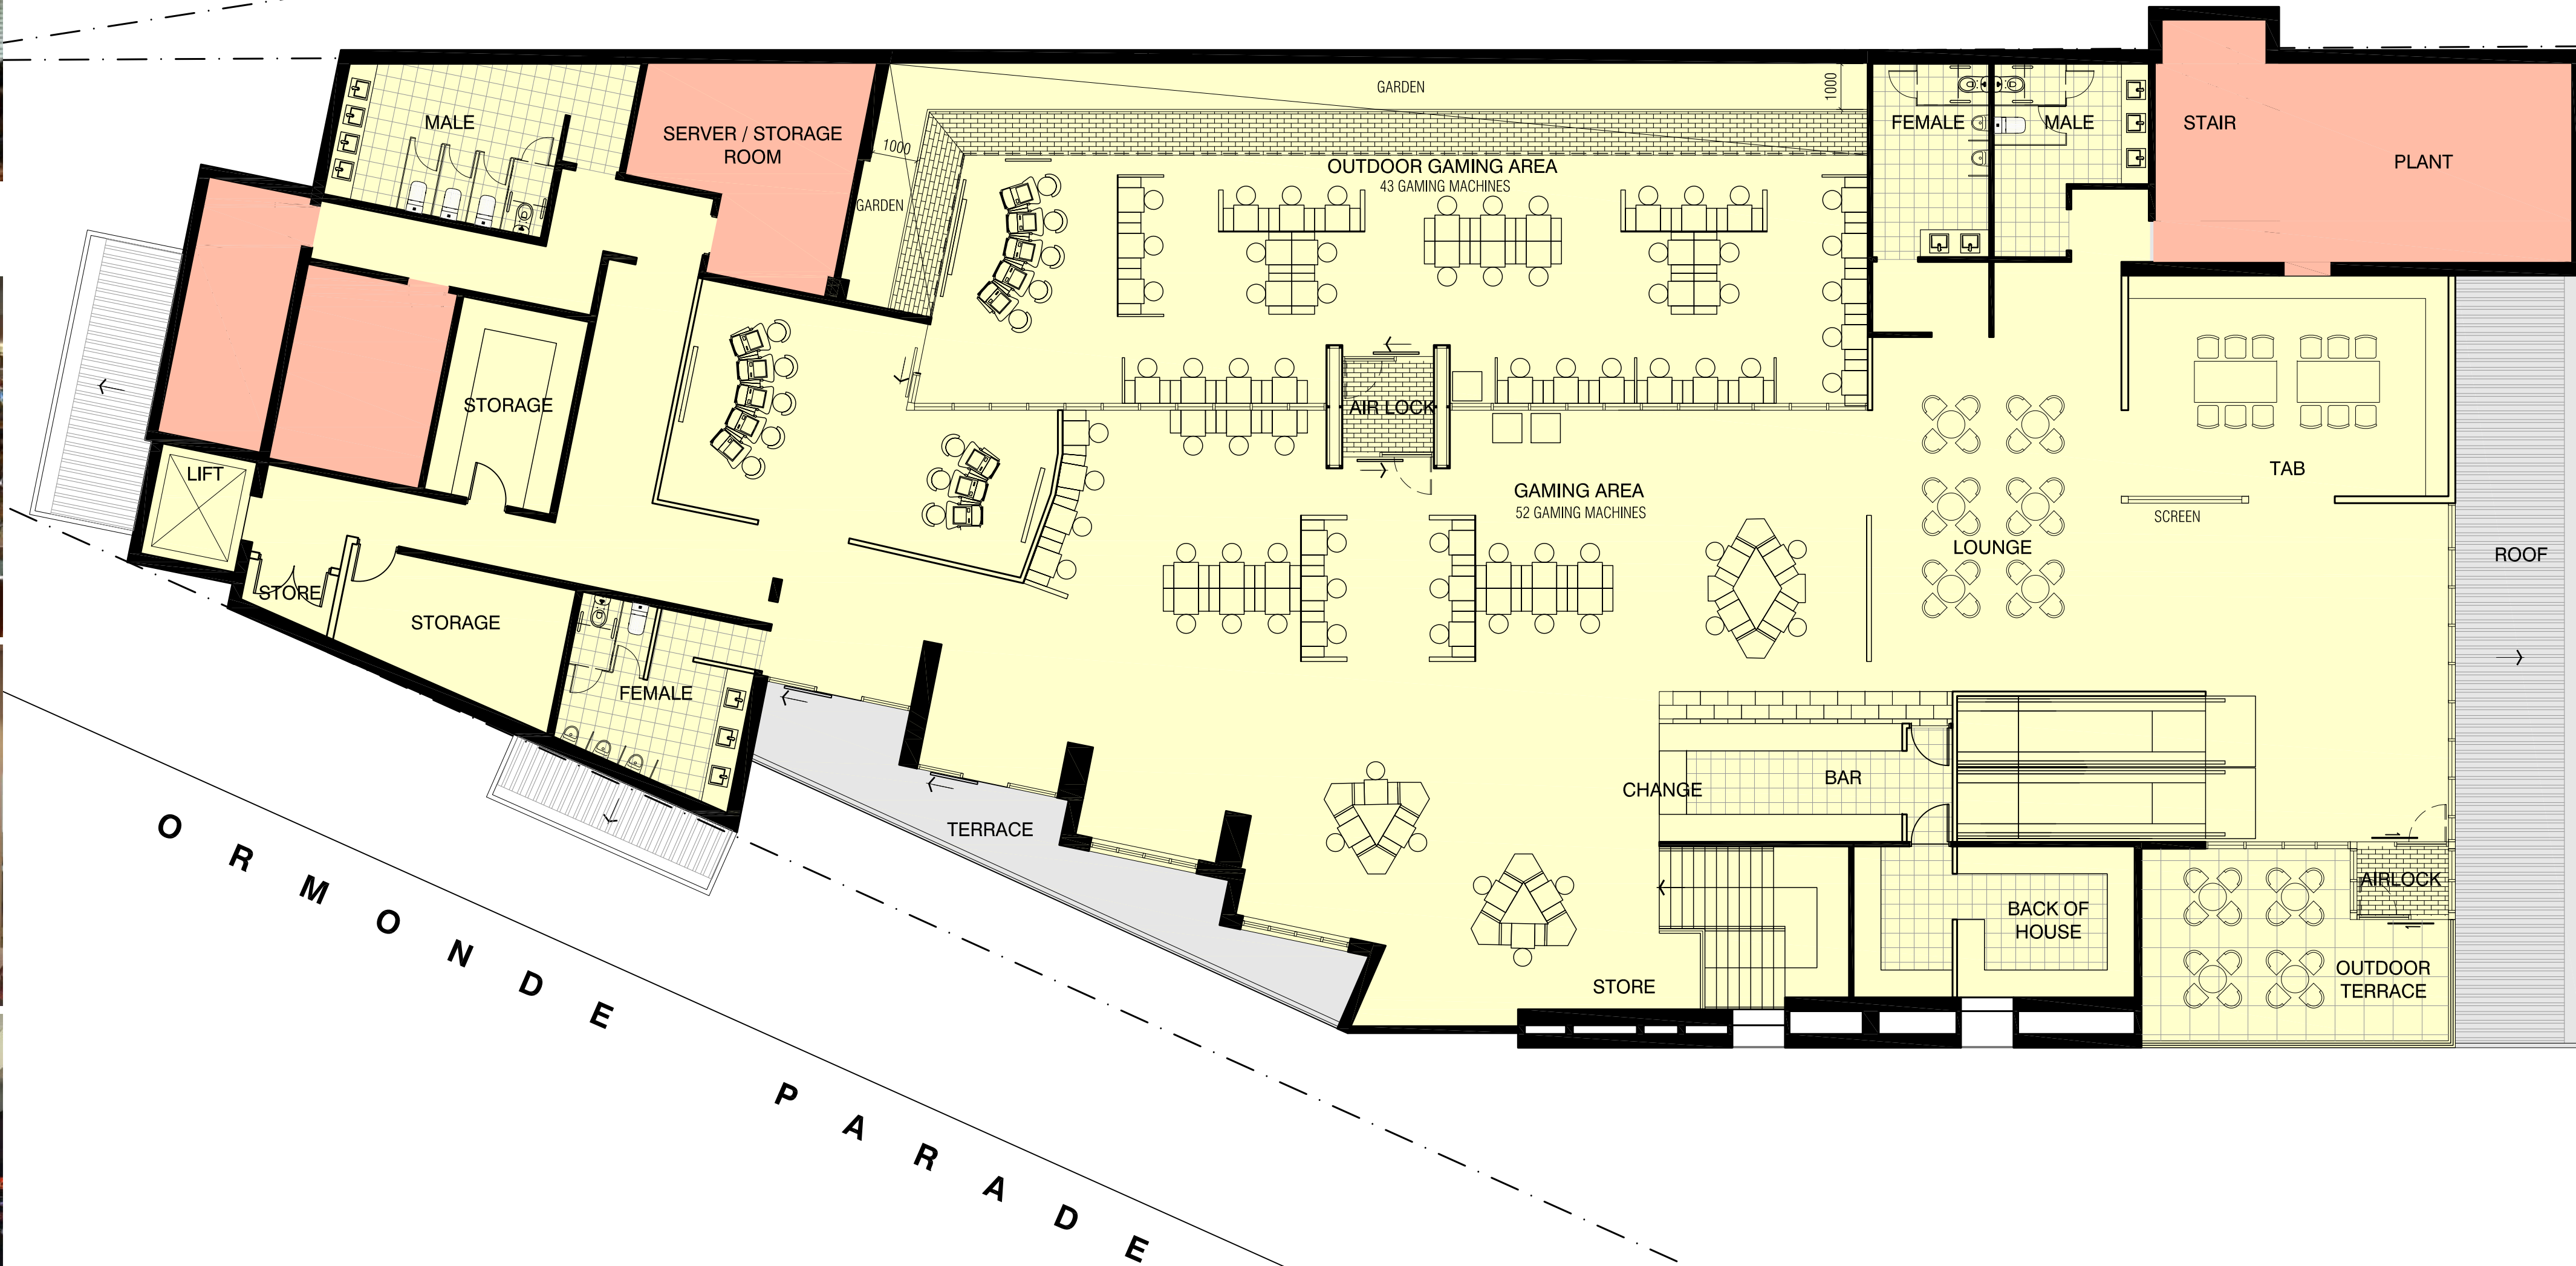 GARDEN
1000
MALE
SERVER / STORAGE
ROOM
1000
GARDEN
OUTDOOR GAMING AREA
43 GAMING MACHINES
FEMALE
MALE
STAIR
PLANT
STORAGE
AIR LOCK
LIFT
TAB
GAMING AREA
52 GAMING MACHINES
SCREEN
LOUNGE
ROOF
STORE
STORAGE
FEMALE
BAR
CHANGE
TERRACE
AIRLOCK
BACK OF
HOUSE
OUTDOOR
TERRACE
STORE
ORMONDE PARADE